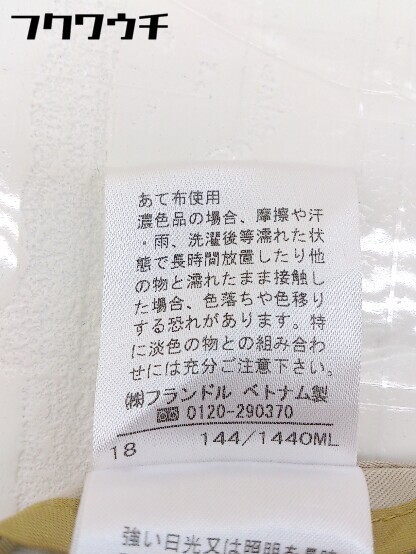 フクワウチ
あて布使用
濃色品の場合、摩擦や汗
・雨、洗濯後等濡れた状
態で長時間放置したり他
の物と濡れたまま接触し
た場合、色落ちや色移り
する恐れがあります。特
に淡色の物との組み合わ
せには充分ご注意下さい。
㈱フランドル ベトナム製
0120-290370
18 144/1440ML
強い日光又は照明を長時